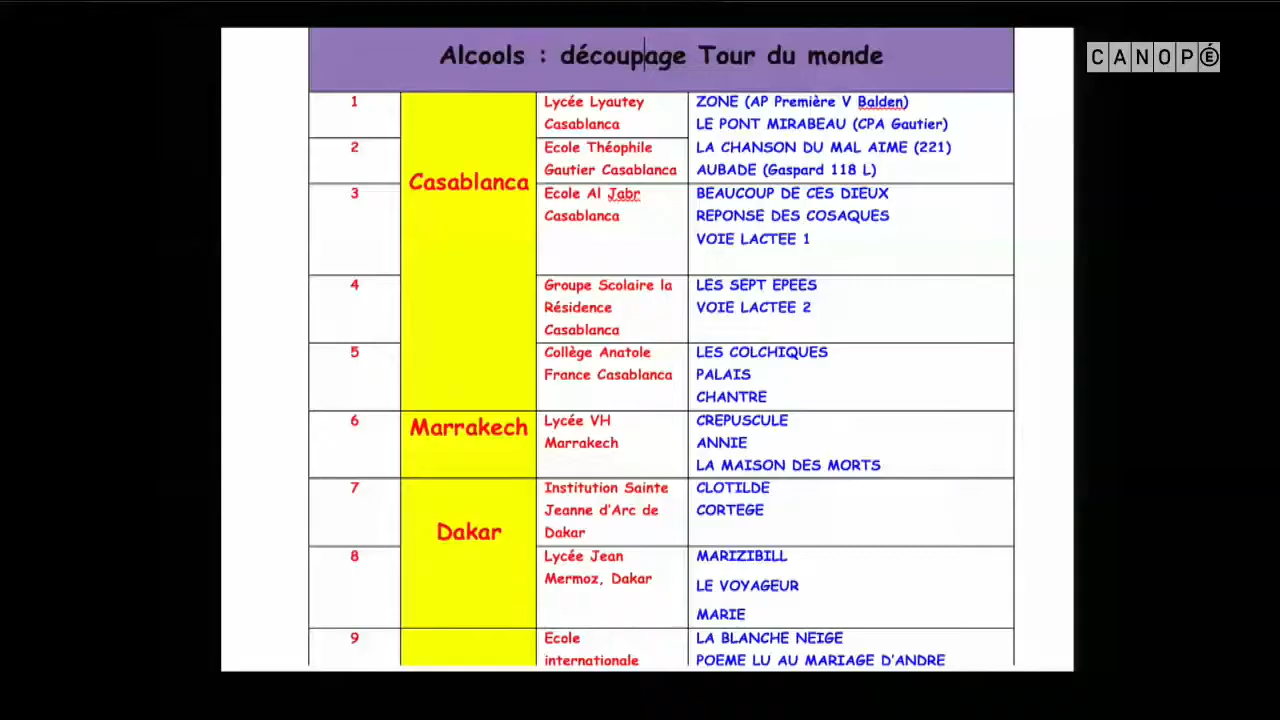 Alcools : découpage Tour du monde
CANOPÉ
1
Casablanca
Lycée Lyautey
Casablanca
ZONE (AP Première V Balden)
LE PONT MIRABEAU (CPA Gautier)
2
Ecole Théophile
Gautier Casablanca
LA CHANSON DU MAL AIME (221)
AUBADE (Gaspard 118 L)
3
Ecole Al Jabr
Casablanca
BEAUCOUP DE CES DIEUX
REPONSE DES COSAQUES
VOIE LACTEE 1
4
Groupe Scolaire la
Résidence
Casablanca
LES SEPT EPEES
VOIE LACTEE 2
5
Collège Anatole
France Casablanca
LES COLCHIQUES
PALAIS
CHANTRE
6
Marrakech
Lycée VH
Marrakech
CREPUSCULE
ANNIE
LA MAISON DES MORTS
7
Dakar
Institution Sainte
Jeanne d'Arc de
Dakar
CLOTILDE
CORTEGE
8
Lycée Jean
Mermoz, Dakar
MARIZIBILL
LE VOYAGEUR
MARIE
9
Ecole
internationale
LA BLANCHE NEIGE
POEME LU AU MARIAGE D'ANDRE